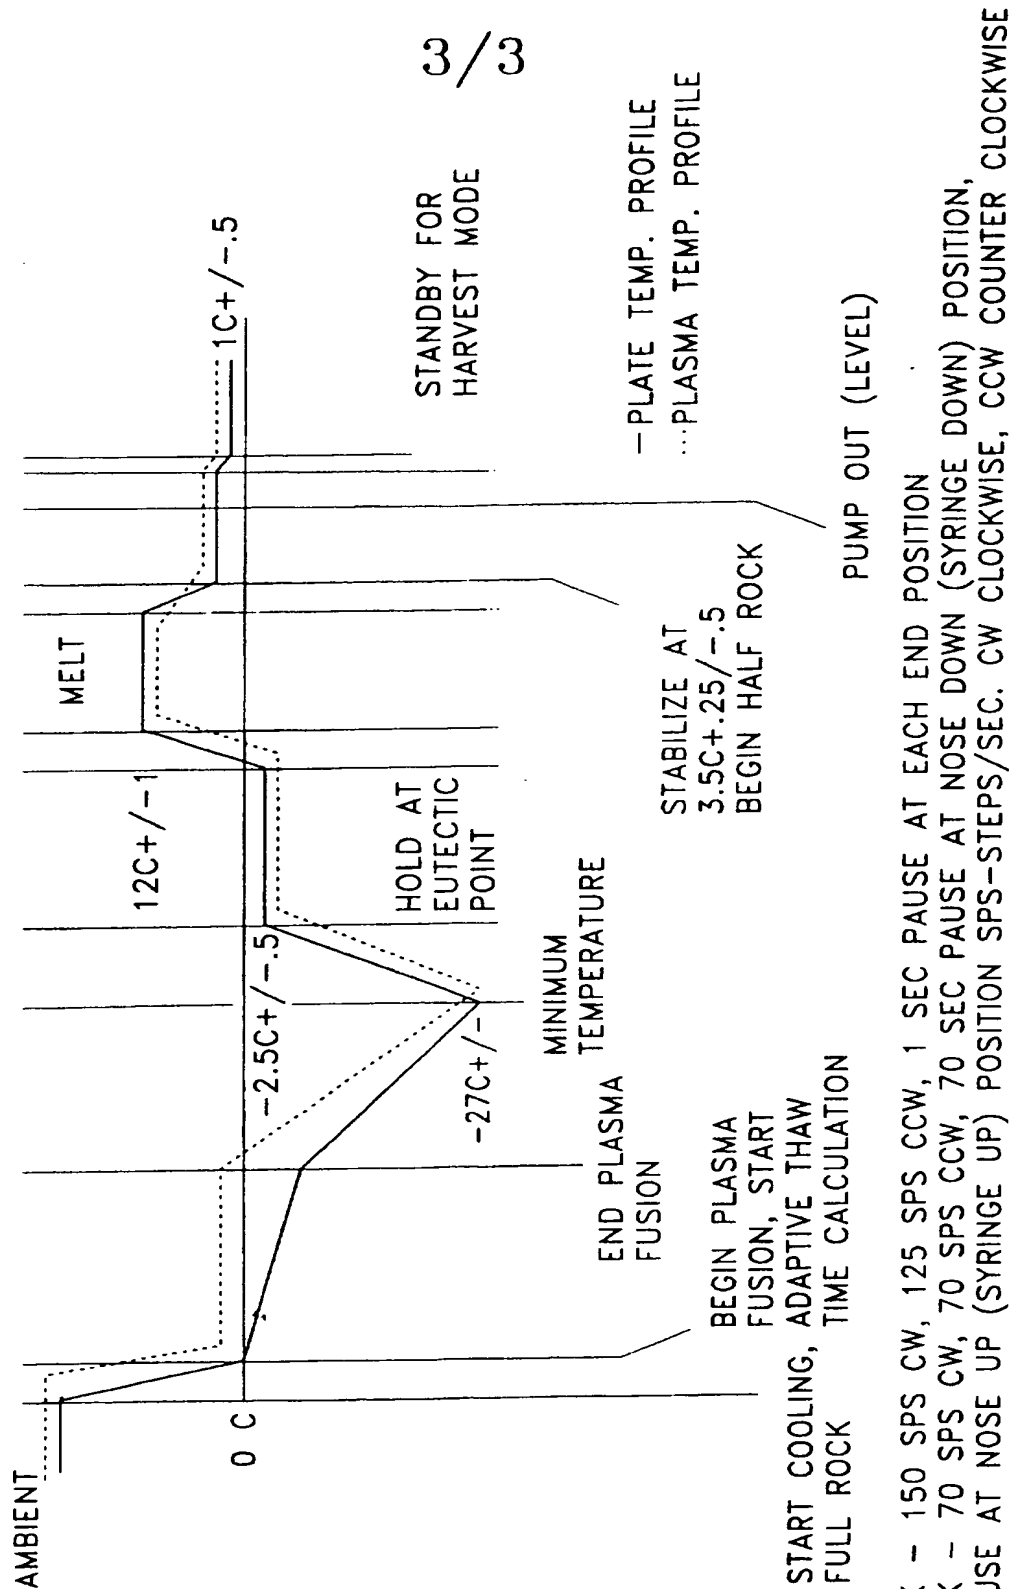 3/3
AMBIENT
0 C
12C+/-1
MELT
-2.5C+/-.5
-27C+/-
1C+/-.5
HOLD AT
EUTECTIC
POINT
STANDBY FOR
HARVEST MODE
MINIMUM
TEMPERATURE
END PLASMA
FUSION
STABILIZE AT
3.5C+.25/-.5
BEGIN HALF ROCK
—PLATE TEMP. PROFILE
...PLASMA TEMP. PROFILE
BEGIN PLASMA
FUSION, START
START COOLING, ADAPTIVE THAW
FULL ROCK TIME CALCULATION
PUMP OUT (LEVEL)
- 150 SPS CW, 125 SPS CCW, 1 SEC PAUSE AT EACH END POSITION
- 70 SPS CW, 70 SPS CCW, 70 SEC PAUSE AT NOSE DOWN (SYRINGE DOWN) POSITION,
AT NOSE UP (SYRINGE UP) POSITION SPS-STEPS/SEC. CW CLOCKWISE, CCW COUNTER CLOCKWISE